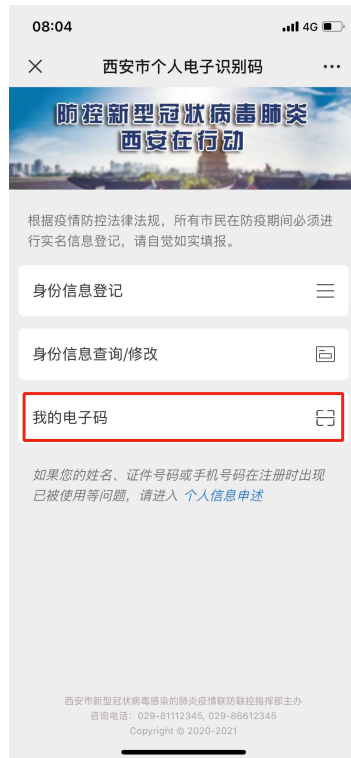 08:04
4G
西安市个人电子识别码
防控新型冠状病毒肺炎
西安在行动
根据疫情防控法律法规，所有市民在防疫期间必须进
行实名信息登记，请自觉如实填报。
身份信息登记
身份信息查询/修改
我的电子码
如果您的姓名、证件号码或手机号码在注册时出现
已被使用等问题，请进入 个人信息申述
西安市新型冠状病毒感染的肺炎疫情联防联控指挥部主办
咨询电话：029-81112345, 029-86612345
Copyright © 2020-2021